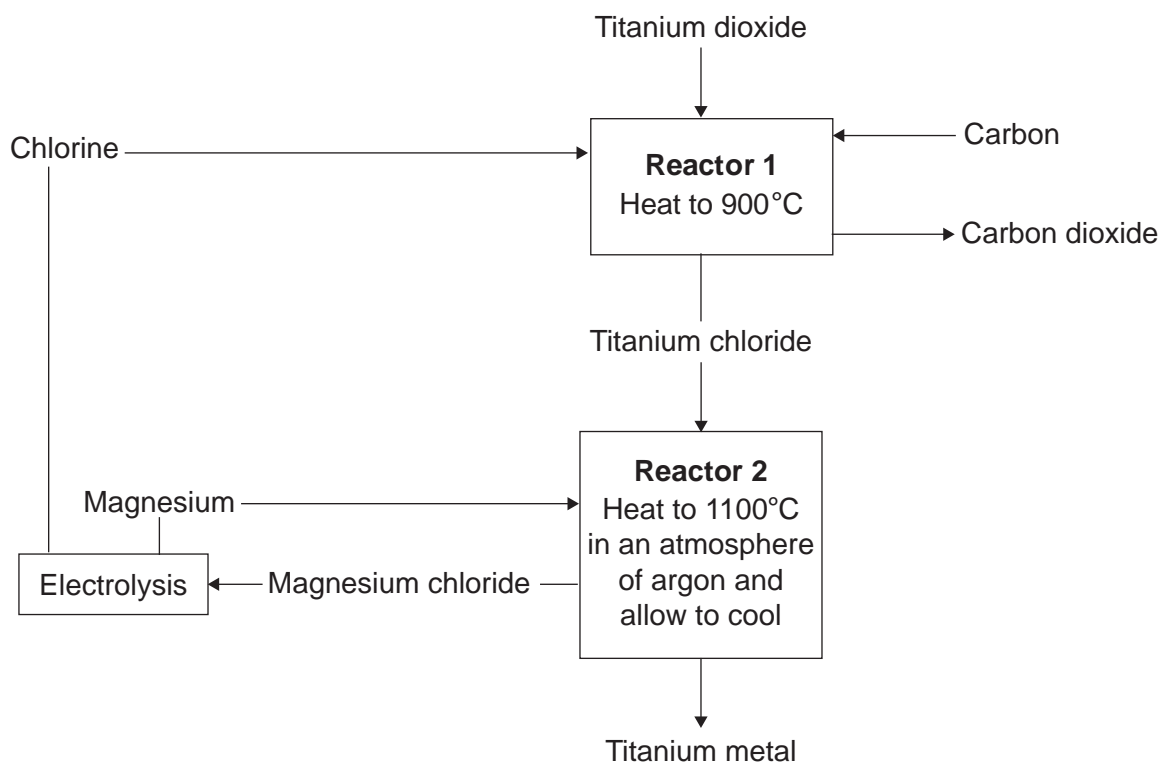 Titanium dioxide
Chlorine
Carbon
Reactor 1
Heat to 900°C
Carbon dioxide
Titanium chloride
Reactor 2
Heat to 1100°C
in an atmosphere
of argon and
allow to cool
Magnesium
Electrolysis
Magnesium chloride
Titanium metal